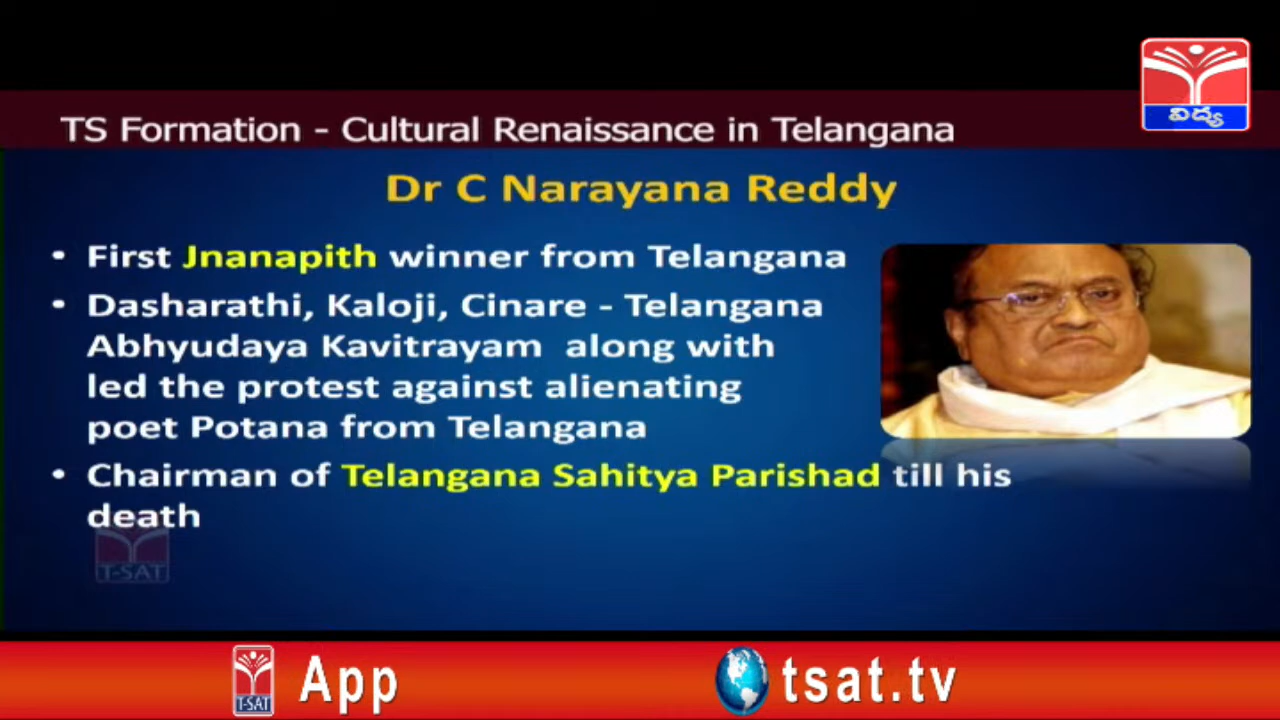 విద్య
TS Formation - Cultural Renaissance in Telangana
Dr C Narayana Reddy
• First Jnanapith winner from Telangana
• Dasharathi, Kaloji, Cinare - Telangana
Abhyudaya Kavitrayam along with
led the protest against alienating
poet Potana from Telangana
• Chairman of Telangana Sahitya Parishad till his
death
T-SAT
T-SAT App
tsat.tv